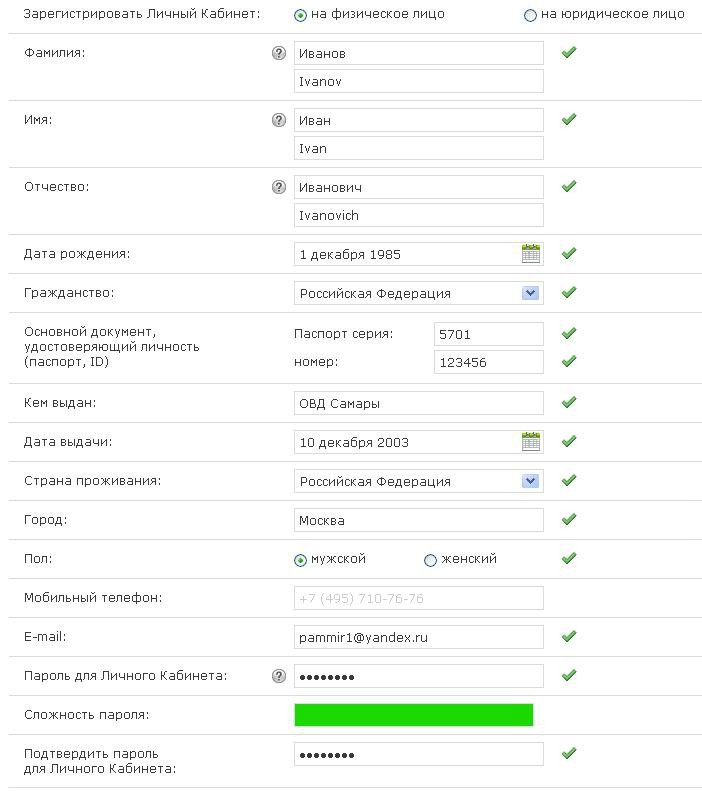 Зарегистрировать Личный Кабинет: на физическое лицо на юридическое лицо
Фамилия: ? Иванов
Ivanov
Имя: ? Иван
Ivan
Отчество: ? Иванович
Ivanovich
Дата рождения: 1 декабря 1985
Гражданство: Российская Федерация
Основной документ,
удостоверяющий личность
(паспорт, ID)
Паспорт серия: 5701
номер: 123456
Кем выдан: ОВД Самары
Дата выдачи: 10 декабря 2003
Страна проживания: Российская Федерация
Город: Москва
Пол: мужской женский
Мобильный телефон: +7 (495) 710-76-76
E-mail: pammir1@yandex.ru
Пароль для Личного Кабинета: ? ••••••••
Сложность пароля:
Подтвердить пароль
для Личного Кабинета: ••••••••